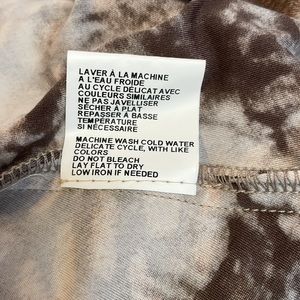 LAVER À LA MACHINE
A L'EAU FROIDE
AU CYCLE DÉLICAT AVEC
COULEURS SIMILAIRES
NE PAS JAVELLISER
SÉCHER À PLAT
REPASSER À BASSE
TEMPÉRATURE
SI NÉCESSAIRE
MACHINE WASH COLD WATER
DELICATE CYCLE, WITH LIKE
COLORS
DO NOT BLEACH
LAY FLAT TO DRY
LOW IRON IF NEEDED